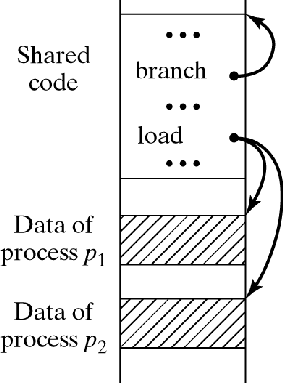 •••
Shared
code
branch
•••
load
•••
Data of
process p₁
Data of
process p₂